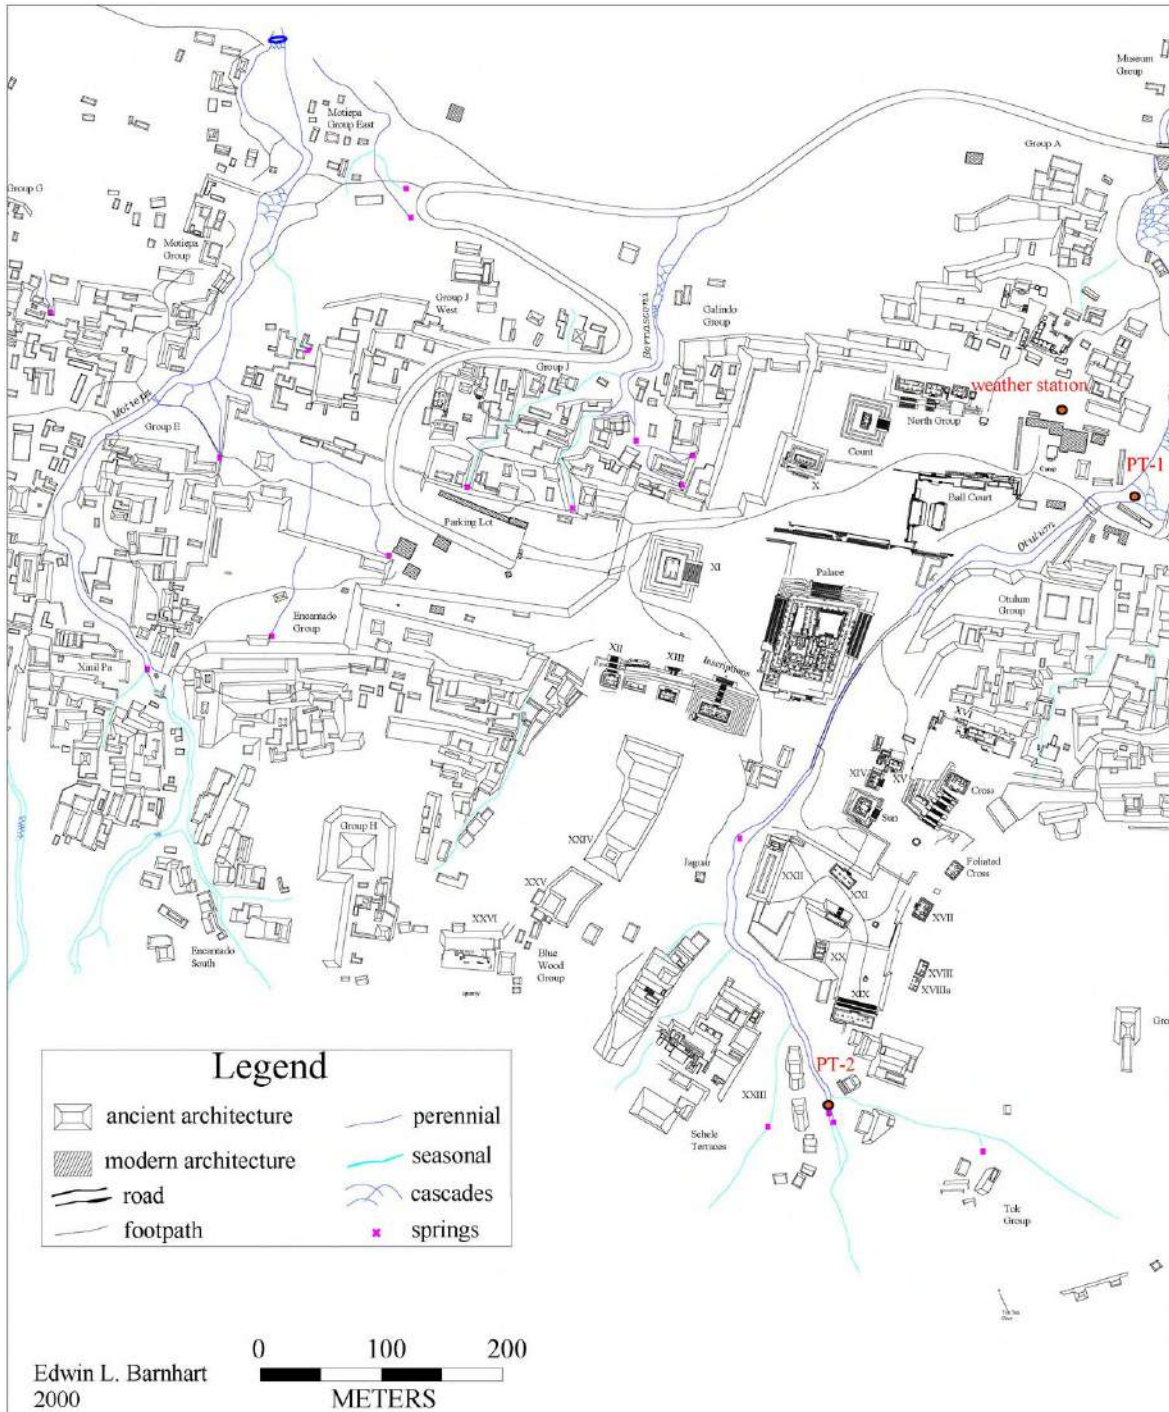 Museum
Group
Motiepa
Group East
Group A
Group G
Motiepa
Group
Group J
West
Galindo
Group
Group J
weather station
North Group
Count
Group E
PT-1
X
Ball Court
Parking Lot
XI
Palace
Otulum
Group
Encantado
Group
XII
XIII
Inscriptions
Xinil Pa
XVI
XIV
XV
Cross
Sun
Group H
XXIV
Jaguar
XXII
Foliated
Cross
XXV
XXI
XXVI
XVII
Encantado
South
Blue
Wood
Group
XX
XVIII
XVIIIa
XIX
PT-2
XXIII
Schele
Terraces
Tok
Group
Legend
ancient architecture
perennial
modern architecture
seasonal
road
cascades
footpath
springs
0 100 200
METERS
Edwin L. Barnhart
2000